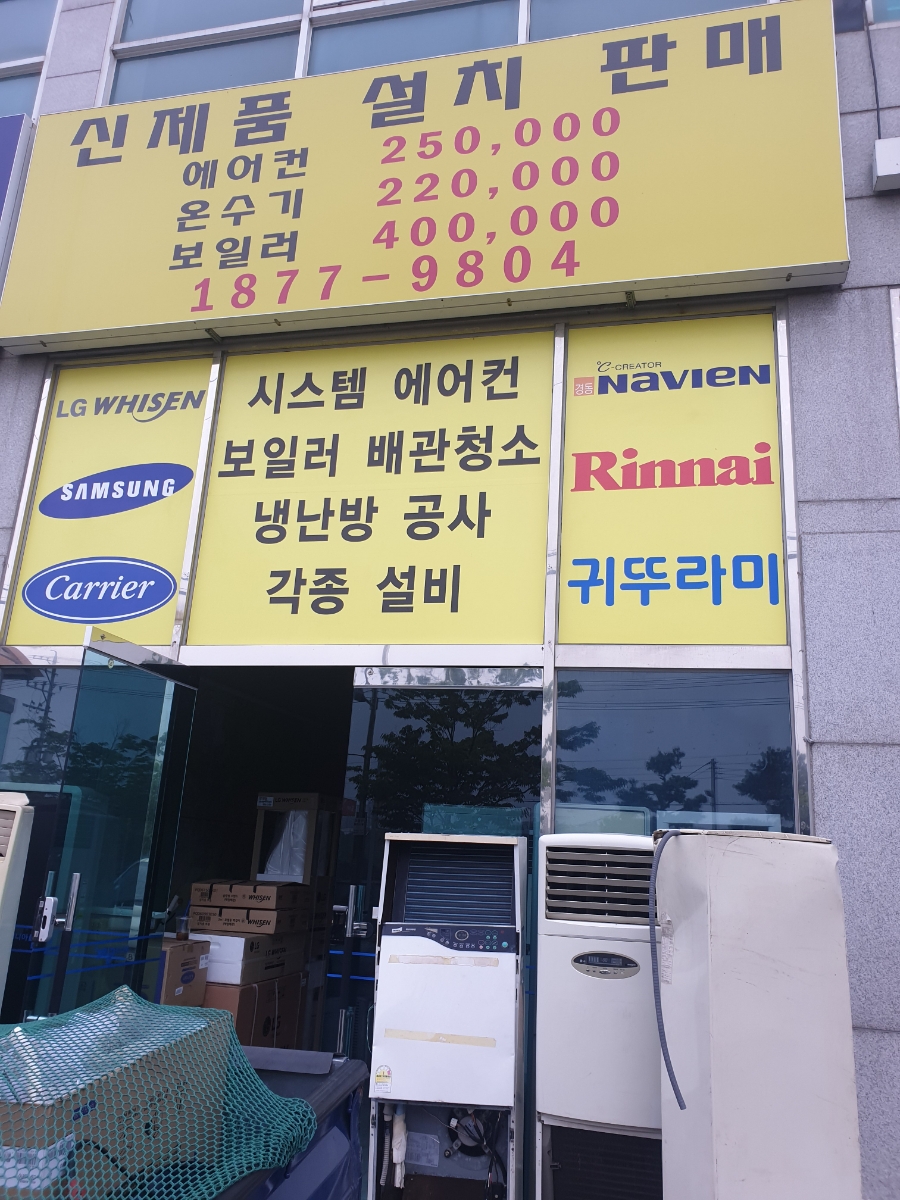 신제품 설치 판매
에어컨 250,000
온수기 220,000
보일러 400,000
1877-9804
LG WHISEN
SAMSUNG
Carrier
시스템 에어컨
보일러 배관청소
냉난방 공사
각종 설비
℃-CREATOR
경동 NAVIEN
Rinnai
귀뚜라미
WHISEN
WHISEN
LG